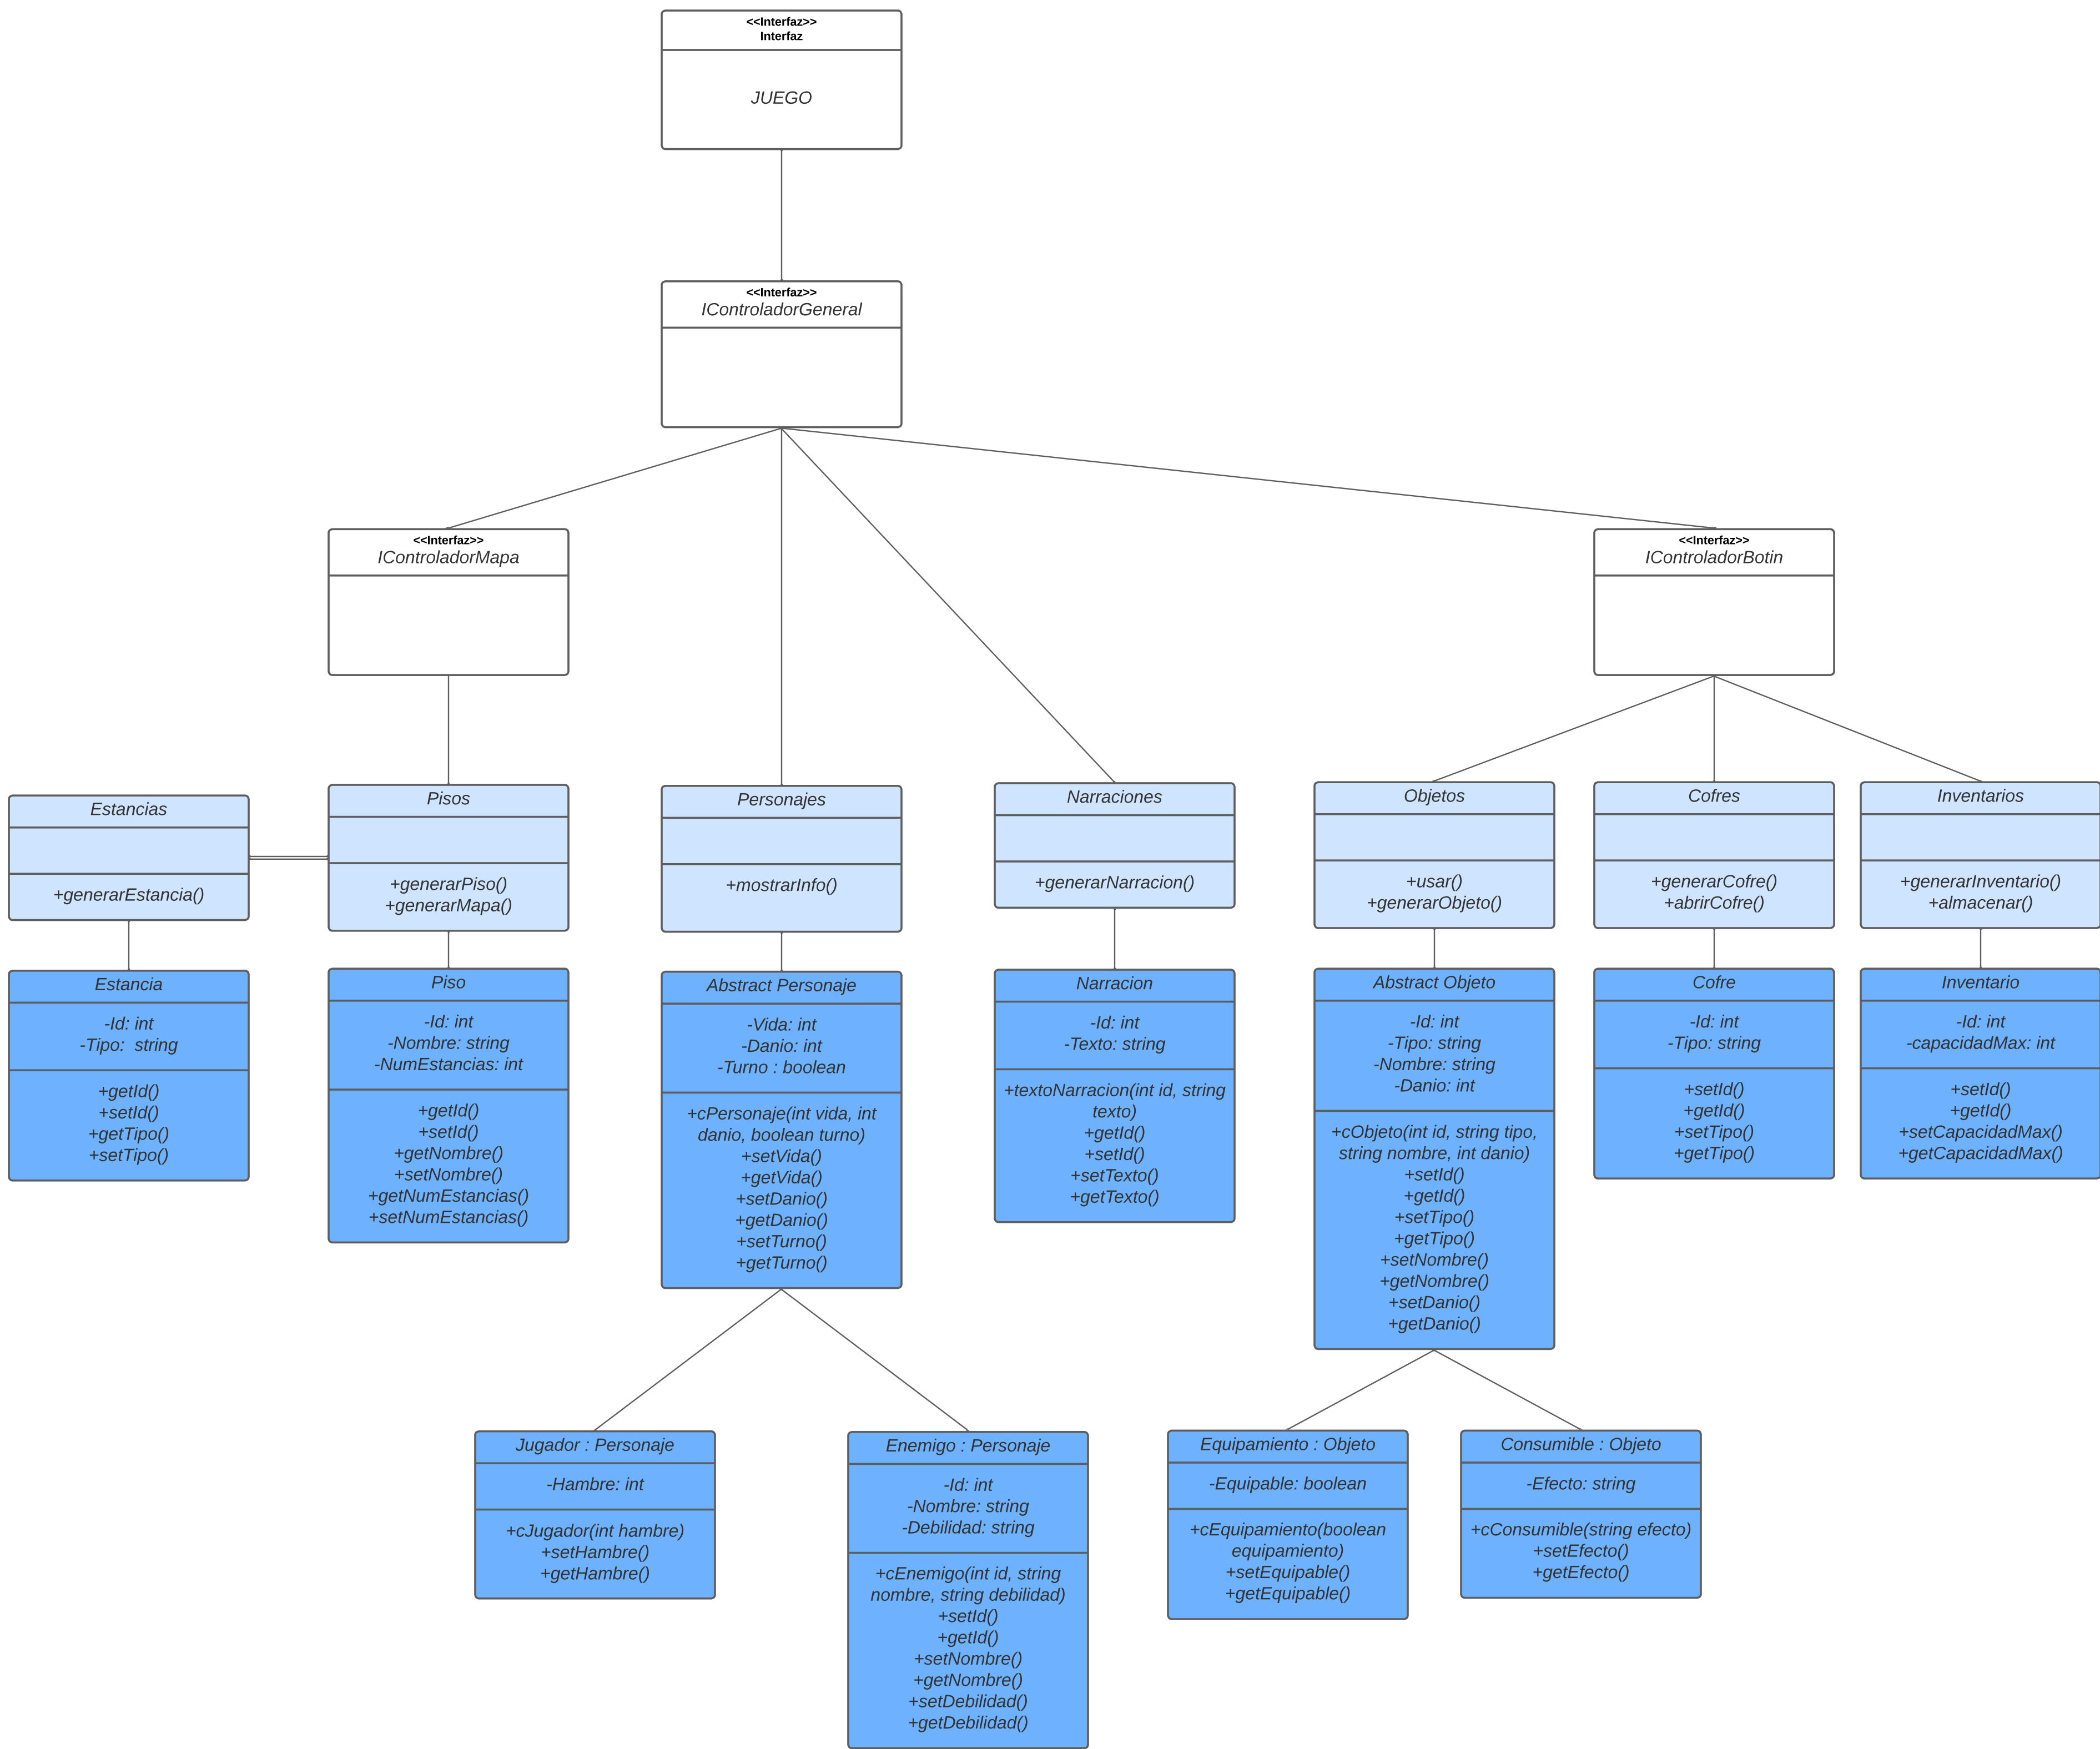 <<Interfaz>>
Interfaz
JUEGO
<<Interfaz>>
IControladorGeneral
<<Interfaz>>
IControladorMapa
<<Interfaz>>
IControladorBotin
Estancias
+generarEstancia()
Pisos
+generarPiso()
+generarMapa()
Personajes
+mostrarInfo()
Narraciones
+generarNarracion()
Objetos
+usar()
+generarObjeto()
Cofres
+generarCofre()
+abrirCofre()
Inventarios
+generarInventario()
+almacenar()
Estancia
-Id: int
-Tipo:  string
+getId()
+setId()
+getTipo()
+setTipo()
Piso
-Id: int
-Nombre: string
-NumEstancias: int
+getId()
+setId()
+getNombre()
+setNombre()
+getNumEstancias()
+setNumEstancias()
Abstract Personaje
-Vida: int
-Danio: int
-Turno : boolean
+cPersonaje(int vida, int
danio, boolean turno)
+setVida()
+getVida()
+setDanio()
+getDanio()
+setTurno()
+getTurno()
Narracion
-Id: int
-Texto: string
+textoNarracion(int id, string
texto)
+getId()
+setId()
+setTexto()
+getTexto()
Abstract Objeto
-Id: int
-Tipo: string
-Nombre: string
-Danio: int
+cObjeto(int id, string tipo,
string nombre, int danio)
+setId()
+getId()
+setTipo()
+getTipo()
+setNombre()
+getNombre()
+setDanio()
+getDanio()
Cofre
-Id: int
-Tipo: string
+setId()
+getId()
+setTipo()
+getTipo()
Inventario
-Id: int
-capacidadMax: int
+setId()
+getId()
+setCapacidadMax()
+getCapacidadMax()
Jugador : Personaje
-Hambre: int
+cJugador(int hambre)
+setHambre()
+getHambre()
Enemigo : Personaje
-Id: int
-Nombre: string
-Debilidad: string
+cEnemigo(int id, string
nombre, string debilidad)
+setId()
+getId()
+setNombre()
+getNombre()
+setDebilidad()
+getDebilidad()
Equipamiento : Objeto
-Equipable: boolean
+cEquipamiento(boolean
equipamiento)
+setEquipable()
+getEquipable()
Consumible : Objeto
-Efecto: string
+cConsumible(string efecto)
+setEfecto()
+getEfecto()